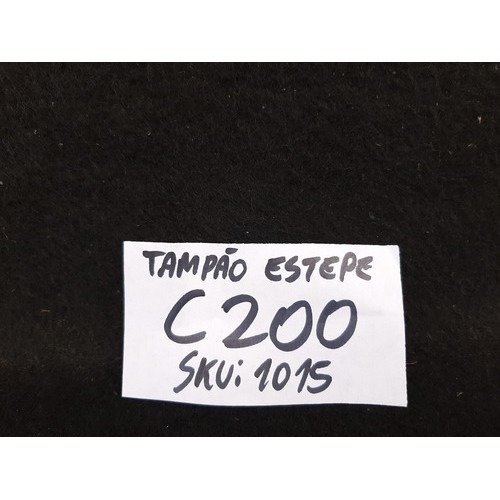 TAMPÃO ESTEPE
C200
SKU: 1015